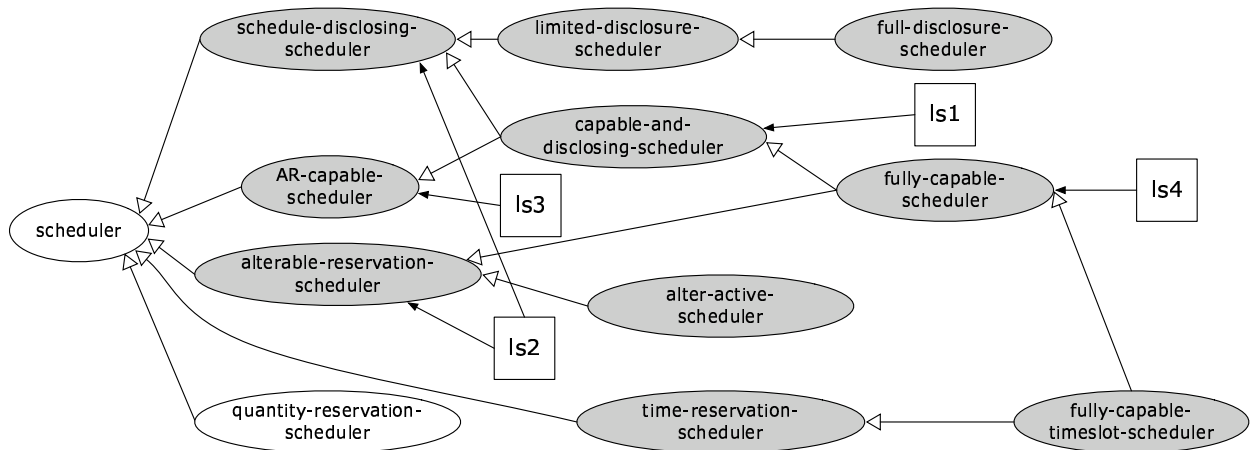 schedule-disclosing-
scheduler
limited-disclosure-
scheduler
full-disclosure-
scheduler
capable-and-
disclosing-scheduler
ls1
AR-capable-
scheduler
ls3
fully-capable-
scheduler
ls4
scheduler
alterable-reservation-
scheduler
alter-active-
scheduler
ls2
quantity-reservation-
scheduler
time-reservation-
scheduler
fully-capable-
timeslot-scheduler